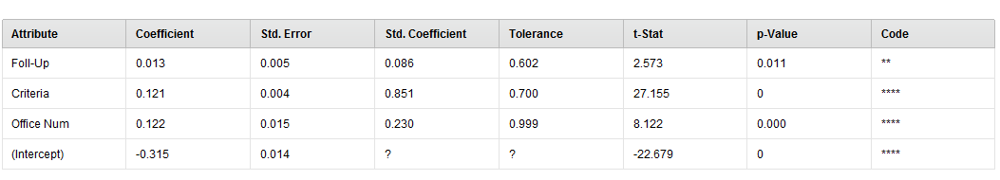 Attribute Coefficient Std. Error Std. Coefficient Tolerance t-Stat p-Value Code
Foll-Up 0.013 0.005 0.086 0.602 2.573 0.011 **
Criteria 0.121 0.004 0.851 0.700 27.155 0 ****
Office Num 0.122 0.015 0.230 0.999 8.122 0.000 ****
(Intercept) -0.315 0.014 ? ? -22.679 0 ****